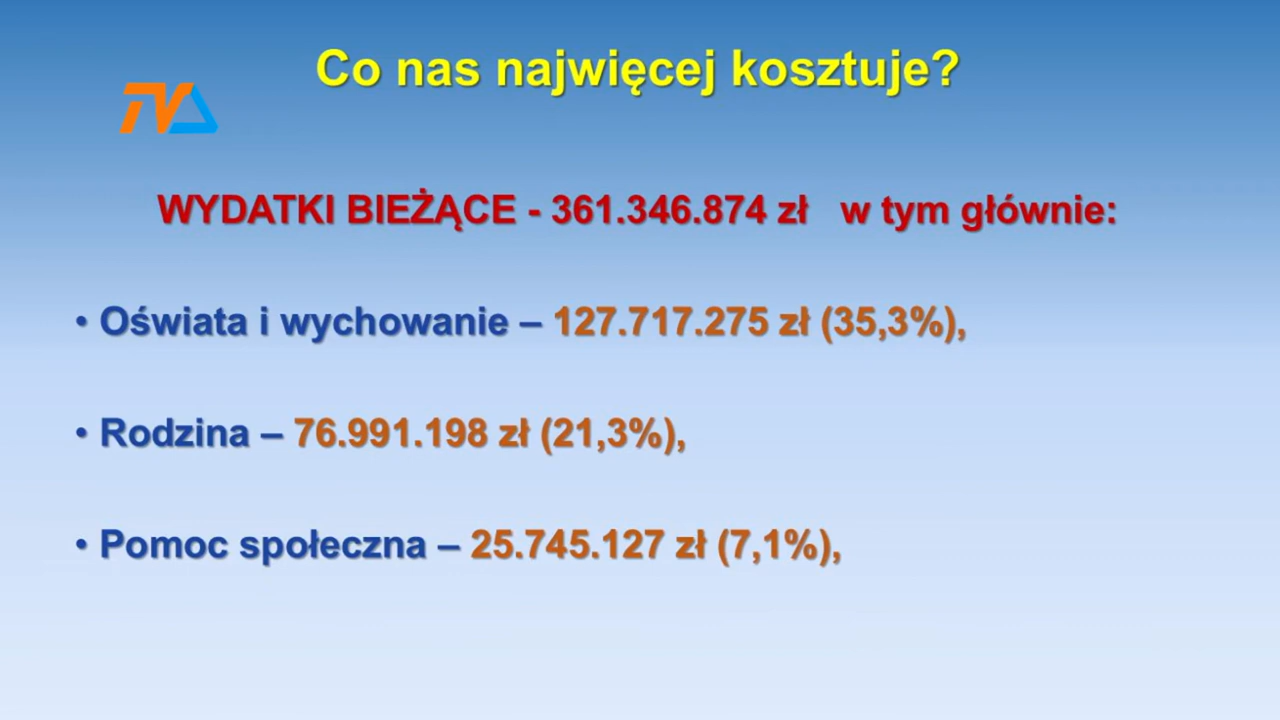 Co nas najwięcej kosztuje?
TVA
WYDATKI BIEŻĄCE - 361.346.874 zł w tym głównie:
• Oświata i wychowanie – 127.717.275 zł (35,3%),
• Rodzina – 76.991.198 zł (21,3%),
• Pomoc społeczna – 25.745.127 zł (7,1%),